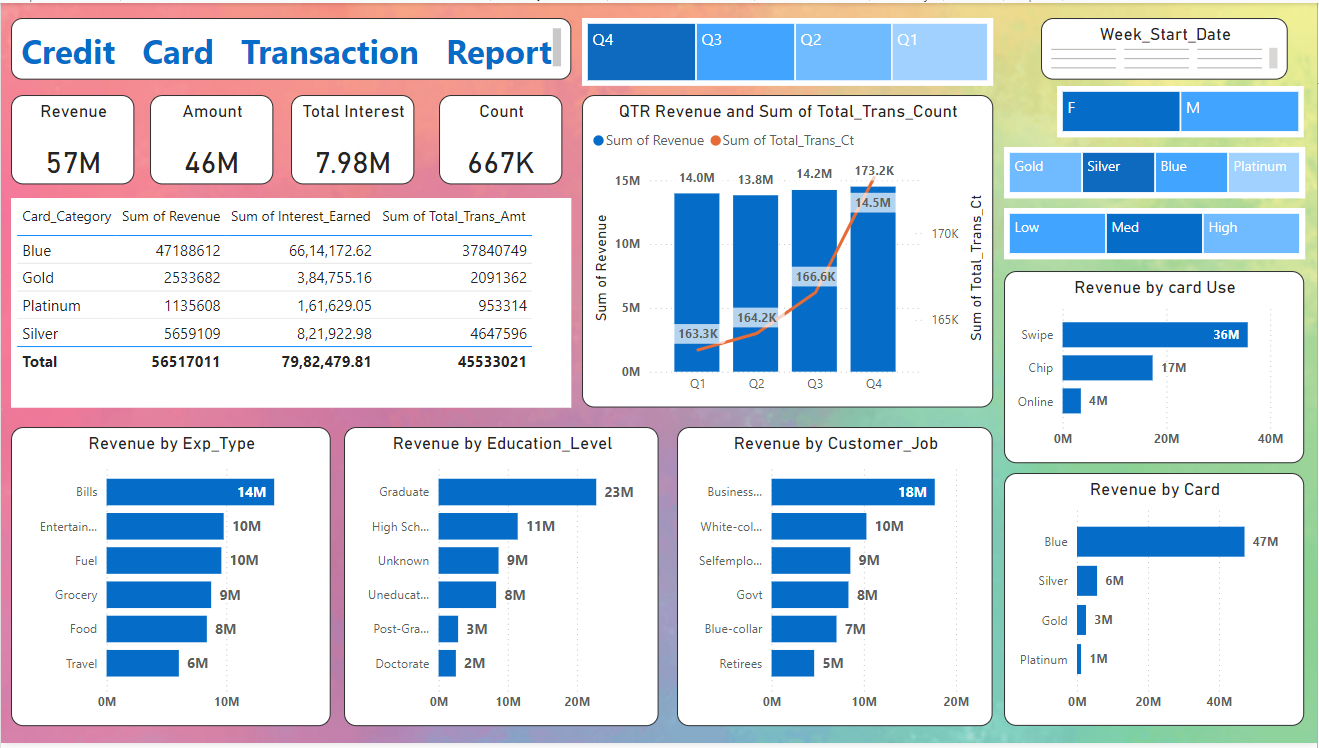 Credit Card Transaction Report
Q4 Q3 Q2 Q1
Week_Start_Date
F M
Revenue
57M
Amount
46M
Total Interest
7.98M
Count
667K
Gold Silver Blue Platinum
Low Med High
Card_Category Sum of Revenue Sum of Interest_Earned Sum of Total_Trans_Amt
Blue 47188612 66,14,172.62 37840749
Gold 2533682 3,84,755.16 2091362
Platinum 1135608 1,61,629.05 953314
Silver 5659109 8,21,922.98 4647596
Total 56517011 79,82,479.81 45533021
QTR Revenue and Sum of Total_Trans_Count
Sum of Revenue Sum of Total_Trans_Ct
Sum of Revenue
15M
10M
5M
0M
14.0M 13.8M 14.2M 173.2K
14.5M
166.6K
164.2K
163.3K
170K
165K
Sum of Total_Trans_Ct
Q1 Q2 Q3 Q4
Revenue by card Use
Swipe 36M
Chip 17M
Online 4M
0M 20M 40M
Revenue by Exp_Type
Bills 14M
Entertain... 10M
Fuel 10M
Grocery 9M
Food 8M
Travel 6M
0M 10M
Revenue by Education_Level
Graduate 23M
High Sch... 11M
Unknown 9M
Uneducat... 8M
Post-Gra... 3M
Doctorate 2M
0M 10M 20M
Revenue by Customer_Job
Business... 18M
White-col... 10M
Selfemplo... 9M
Govt 8M
Blue-collar 7M
Retirees 5M
0M 10M 20M
Revenue by Card
Blue 47M
Silver 6M
Gold 3M
Platinum 1M
0M 20M 40M